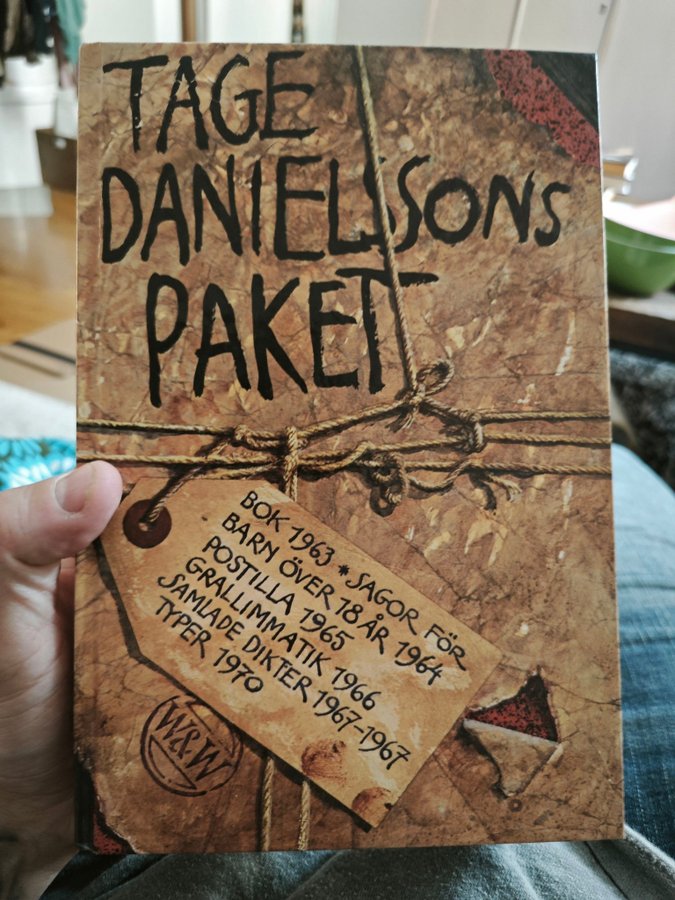 TAGE
DANIELSSONS
PAKET
BOK 1963 * SAGOR FÖR
BARN ÖVER 18 ÅR 1964
POSTILLA 1965
GRALLIMMATIK 1966
SAMLADE DIKTER 1967-1967
TYPER 1970
W&W